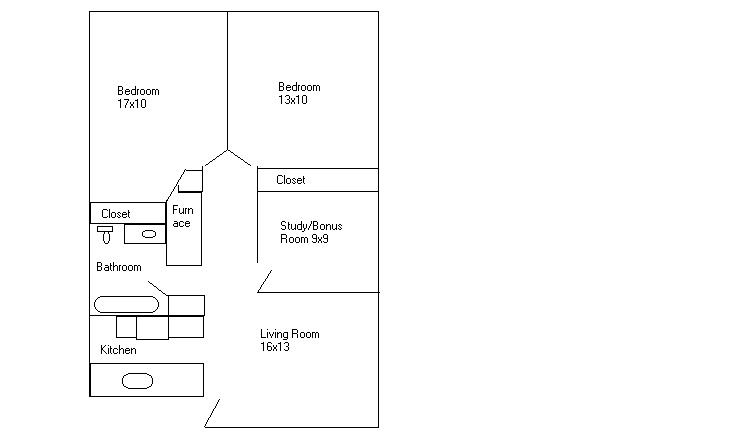 Bedroom
17x10
Bedroom
13x10
Closet
Closet
Furn
ace
Study/Bonus
Room 9x9
Bathroom
Living Room
16x13
Kitchen